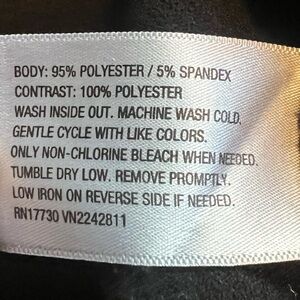 BODY: 95% POLYESTER / 5% SPANDEX
CONTRAST: 100% POLYESTER
WASH INSIDE OUT. MACHINE WASH COLD,
GENTLE CYCLE WITH LIKE COLORS.
ONLY NON-CHLORINE BLEACH WHEN NEEDED.
TUMBLE DRY LOW. REMOVE PROMPTLY.
LOW IRON ON REVERSE SIDE IF NEEDED.
RN17730 VN2242811